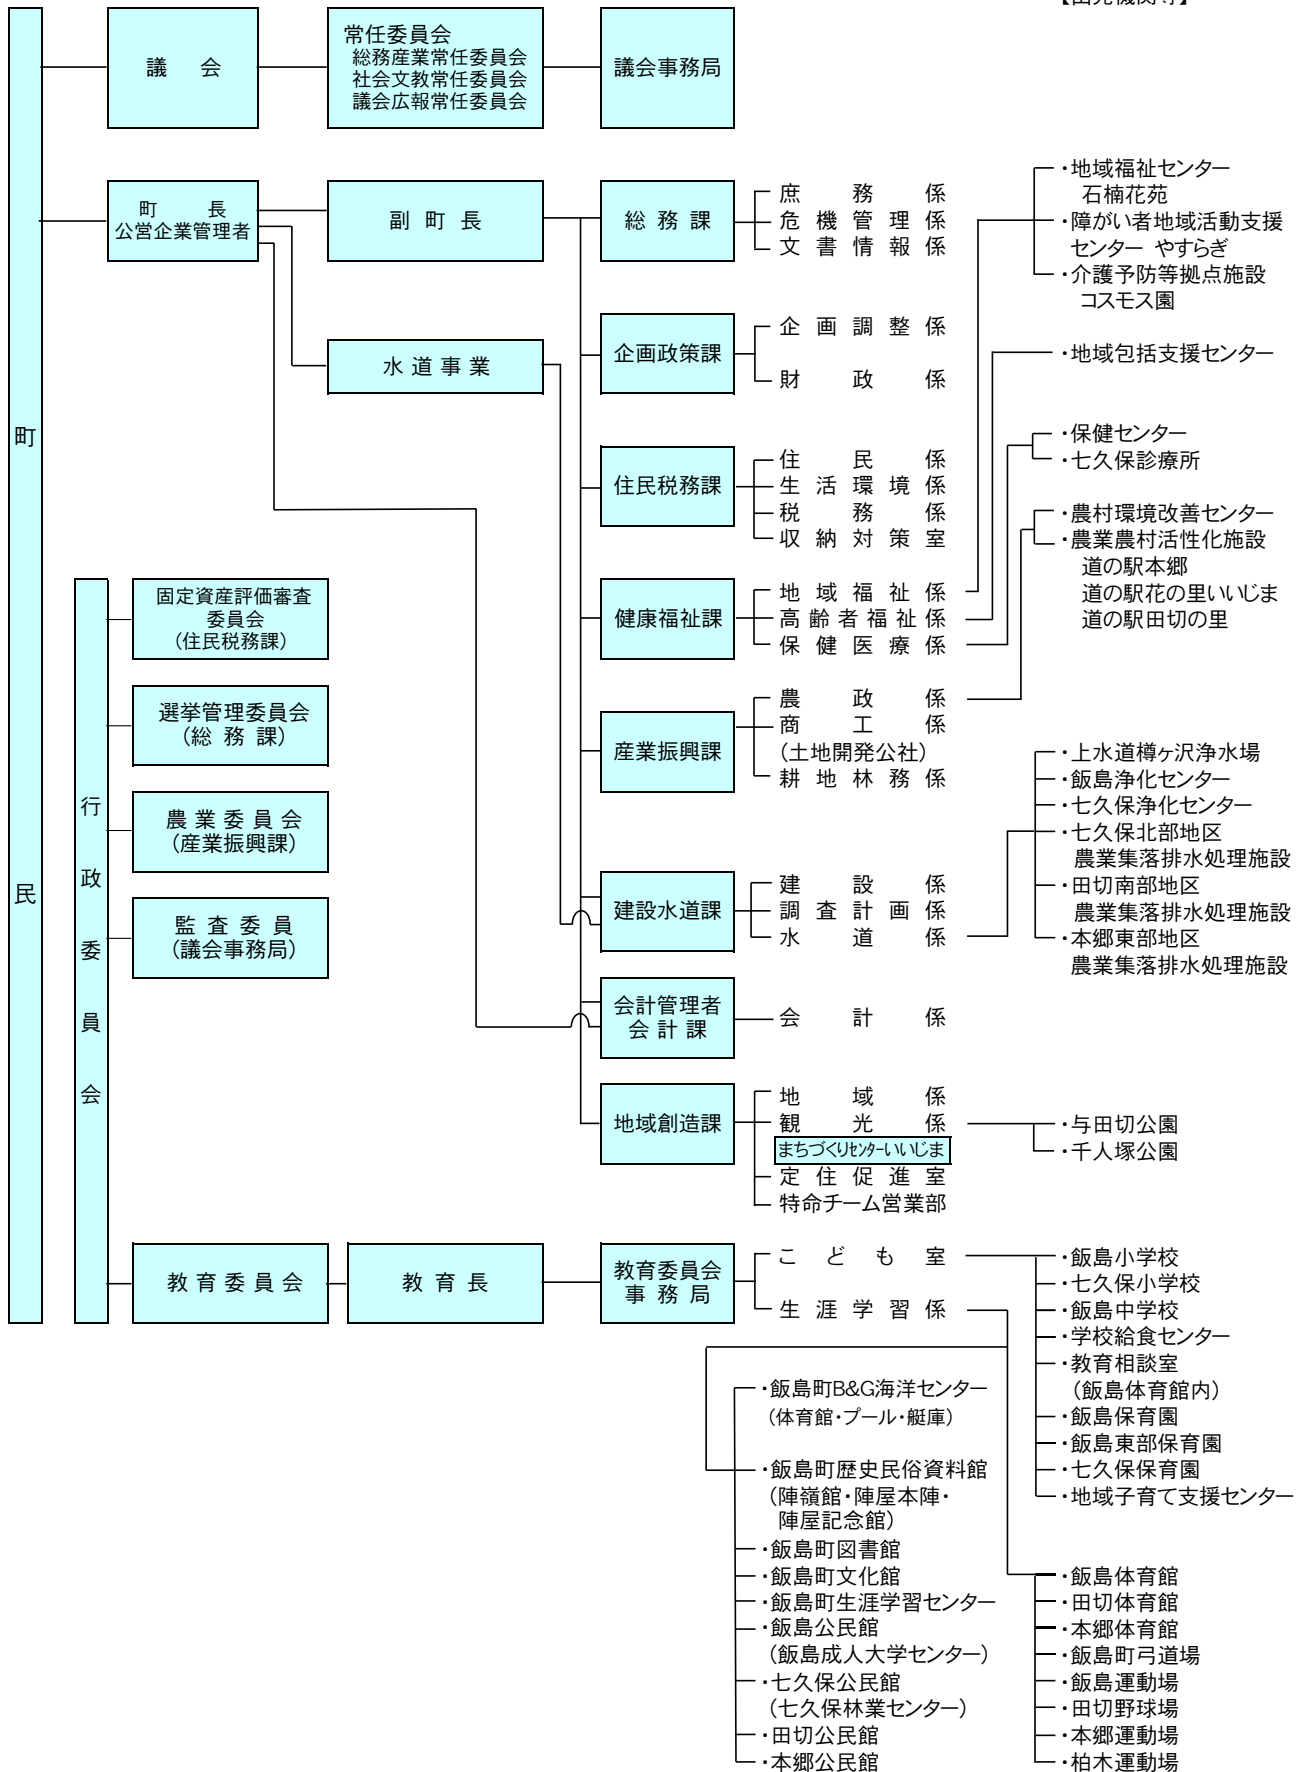 【出先機関等】
町民
議会
常任委員会
総務産業常任委員会
社会文教常任委員会
議会広報常任委員会
議会事務局
町長
公営企業管理者
副町長
水道事業
総務課
庶務係
危機管理係
文書情報係
企画政策課
企画調整係
財政係
住民税務課
住民係
生活環境係
税務係
収納対策室
健康福祉課
地域福祉係
高齢者福祉係
保健医療係
・地域福祉センター
石楠花苑
・障がい者地域活動支援
センター やすらぎ
・介護予防等拠点施設
コスモス園
・地域包括支援センター
・保健センター
・七久保診療所
産業振興課
農政係
商工係
(土地開発公社)
耕地林務係
・農村環境改善センター
・農業農村活性化施設
道の駅本郷
道の駅花の里いいじま
道の駅田切の里
建設水道課
建設係
調査計画係
水道係
・上水道樽ヶ沢浄水場
・飯島浄化センター
・七久保浄化センター
・七久保北部地区
農業集落排水処理施設
・田切南部地区
農業集落排水処理施設
・本郷東部地区
農業集落排水処理施設
会計管理者
会計課
会計係
地域創造課
地域係
観光係
まちづくりセンターいいじま
定住促進室
特命チーム営業部
・与田切公園
・千人塚公園
行政委員会
固定資産評価審査
委員会
(住民税務課)
選挙管理委員会
(総務課)
農業委員会
(産業振興課)
監査委員
(議会事務局)
教育委員会
教育長
教育委員会
事務局
こども室
生涯学習係
・飯島小学校
・七久保小学校
・飯島中学校
・学校給食センター
・教育相談室
(飯島体育館内)
・飯島保育園
・飯島東部保育園
・七久保保育園
・地域子育て支援センター
・飯島町B&G海洋センター
(体育館・プール・艇庫)
・飯島町歴史民俗資料館
(陣嶺館・陣屋本陣・
陣屋記念館)
・飯島町図書館
・飯島町文化館
・飯島町生涯学習センター
・飯島公民館
(飯島成人大学センター)
・七久保公民館
(七久保林業センター)
・田切公民館
・本郷公民館
・飯島体育館
・田切体育館
・本郷体育館
・飯島町弓道場
・飯島運動場
・田切野球場
・本郷運動場
・柏木運動場